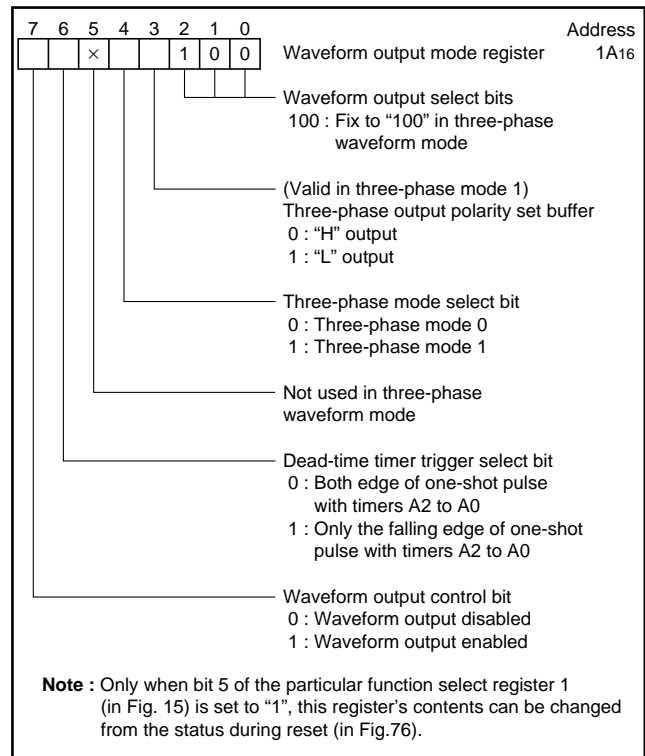 7 6 5 4 3 2 1 0
Address
× 1 0 0
Waveform output mode register 1A16
Waveform output select bits
100 : Fix to “100” in three-phase
waveform mode
(Valid in three-phase mode 1)
Three-phase output polarity set buffer
0 : “H” output
1 : “L” output
Three-phase mode select bit
0 : Three-phase mode 0
1 : Three-phase mode 1
Not used in three-phase
waveform mode
Dead-time timer trigger select bit
0 : Both edge of one-shot pulse
with timers A2 to A0
1 : Only the falling edge of one-shot
pulse with timers A2 to A0
Waveform output control bit
0 : Waveform output disabled
1 : Waveform output enabled
Note : Only when bit 5 of the particular function select register 1
(in Fig. 15) is set to “1”, this register’s contents can be changed
from the status during reset (in Fig.76).